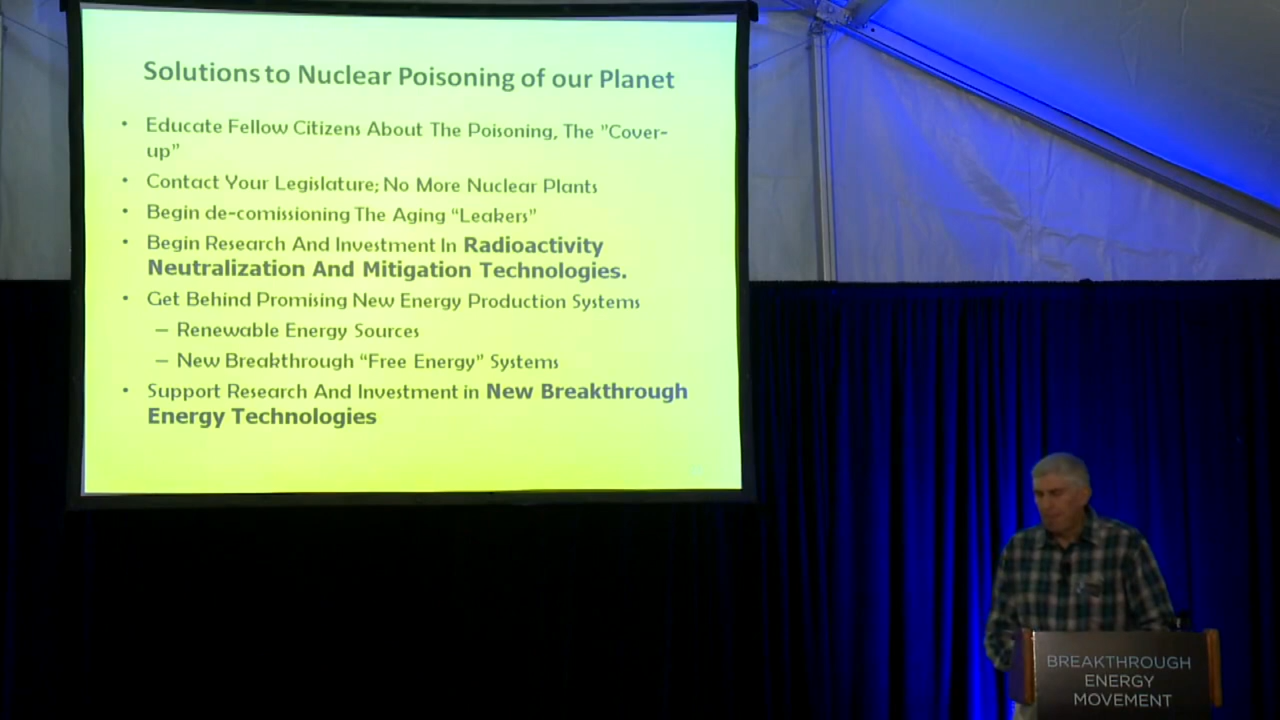 Solutions to Nuclear Poisoning of our Planet
• Educate Fellow Citizens About The Poisoning, The "Cover-
up"
• Contact Your Legislature; No More Nuclear Plants
• Begin de-comissioning The Aging “Leakers”
• Begin Research And Investment In Radioactivity
Neutralization And Mitigation Technologies.
• Get Behind Promising New Energy Production Systems
– Renewable Energy Sources
– New Breakthrough “Free Energy” Systems
• Support Research And Investment in New Breakthrough
Energy Technologies
BREAKTHROUGH
ENERGY
MOVEMENT